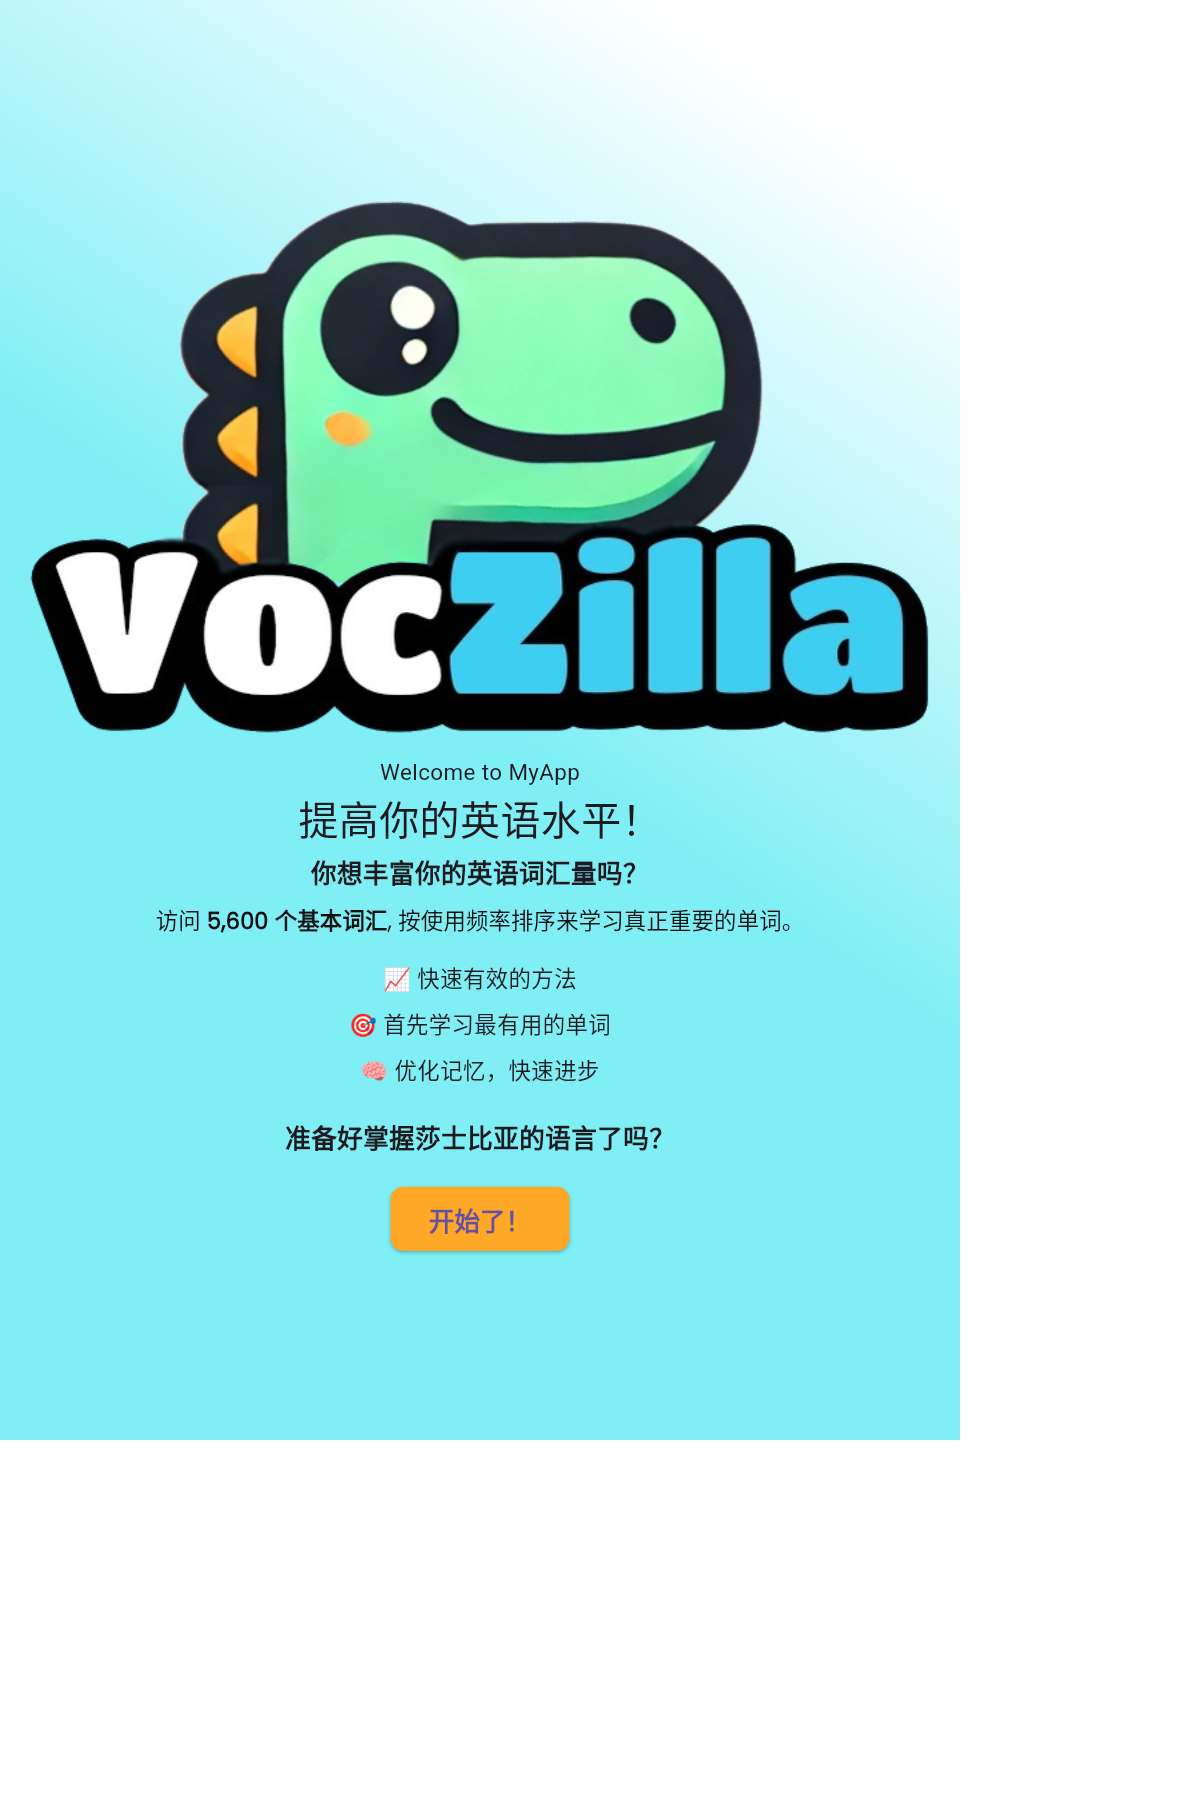 VocZilla
Welcome to MyApp
提高你的英语水平！
你想丰富你的英语词汇量吗？
访问 5,600 个基本词汇, 按使用频率排序来学习真正重要的单词。
📈 快速有效的方法
🎯 首先学习最有用的单词
🧠 优化记忆，快速进步
准备好掌握莎士比亚的语言了吗？
开始了！